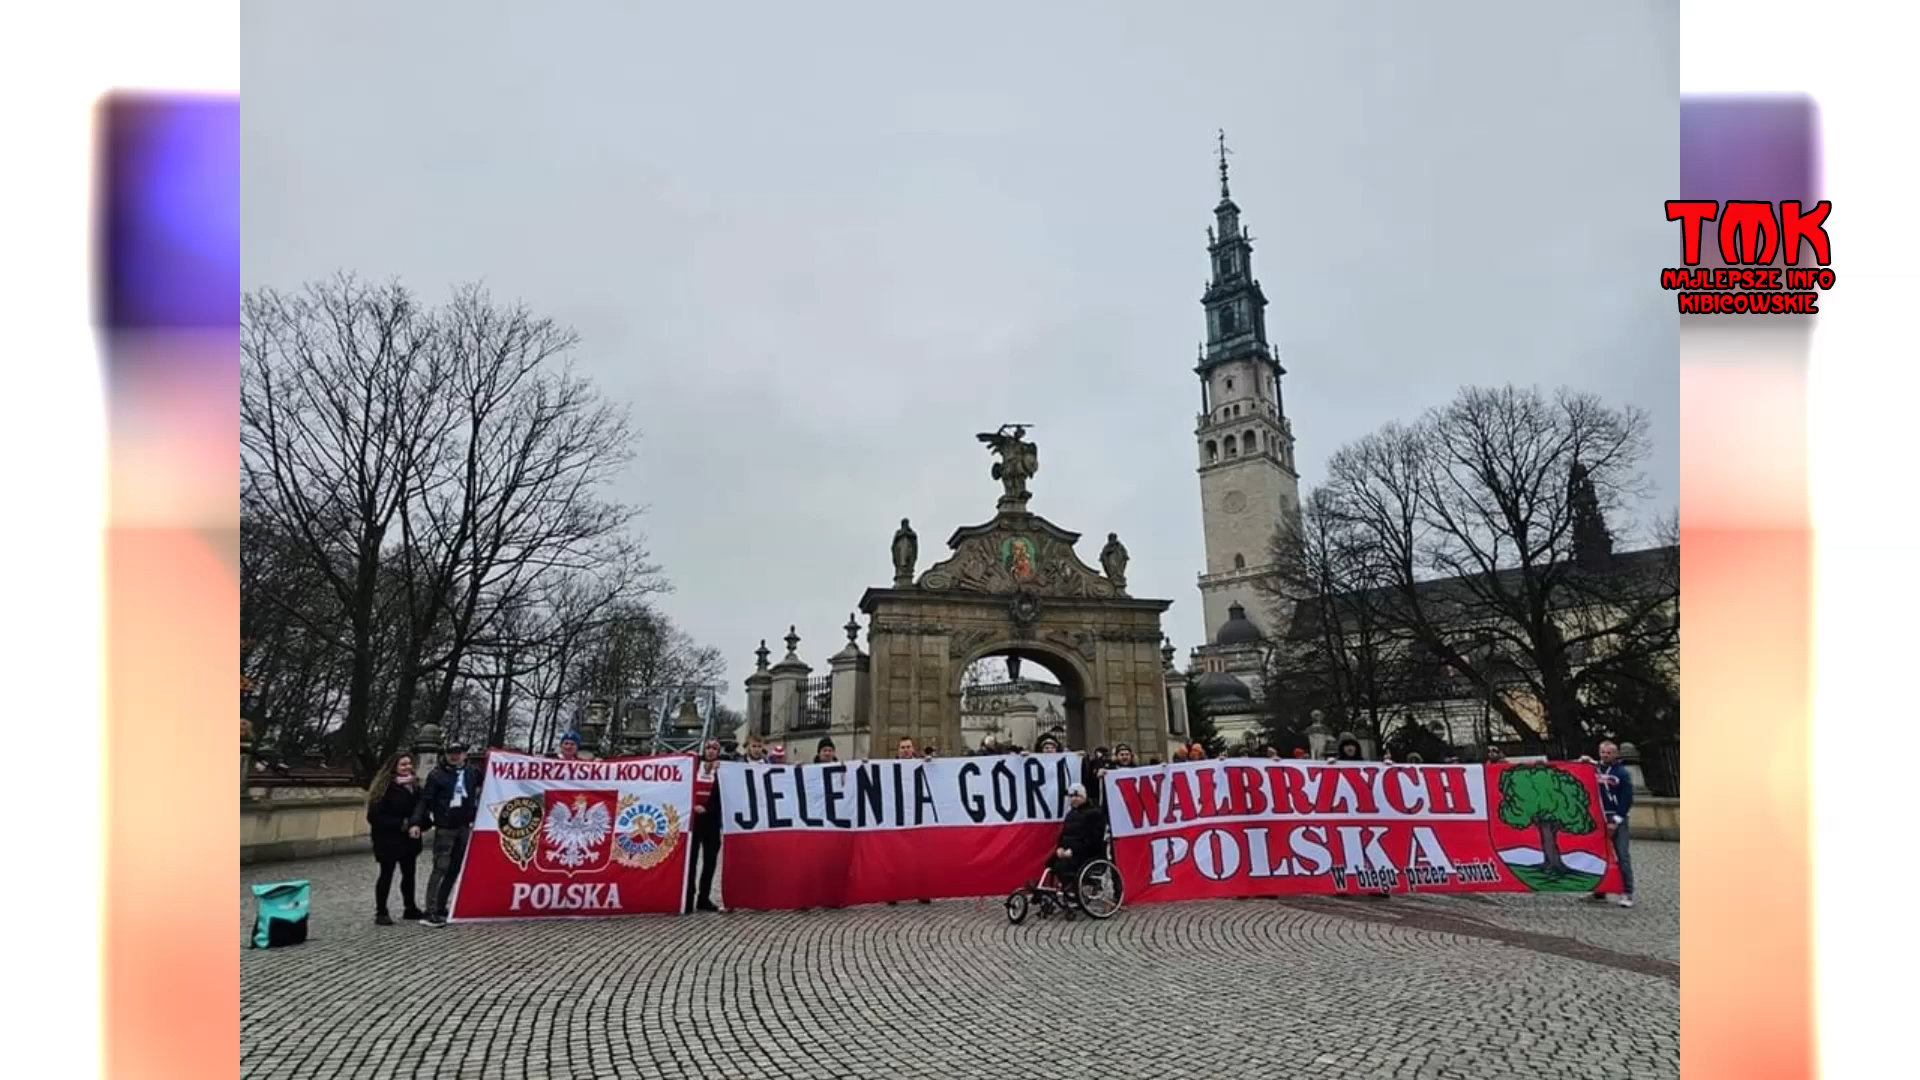 TMK
NAJLEPSZE INFO
KIBICOWSKIE
WAŁBRZYSKI KOCIOŁ
POLSKA
JELENIA GÓRA
WAŁBRZYCH
POLSKA
W biegu przez świat